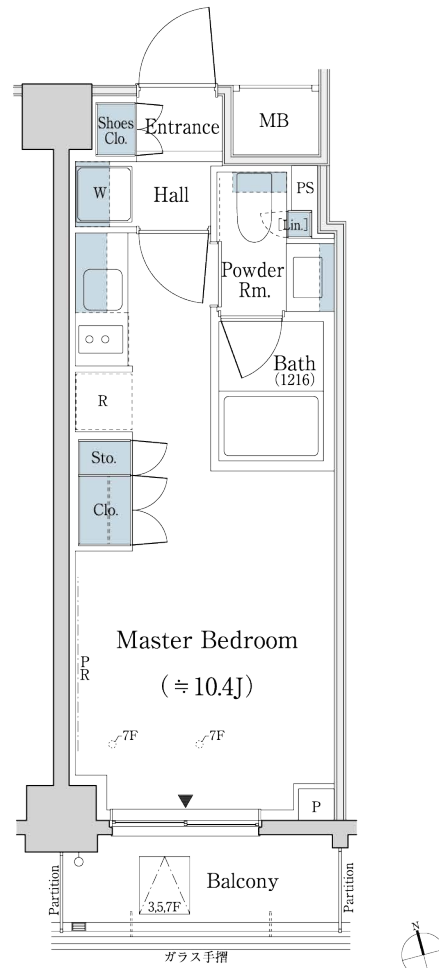 Shoes
Clo.
Entrance
MB
W
Hall
PS
[Lin.]
Powder
Rm.
Bath
(1216)
R
Sto.
Clo.
Master Bedroom
(≒10.4J)
PR
7F
7F
P
Balcony
Partition
Partition
3,5,7F
ガラス手摺
N